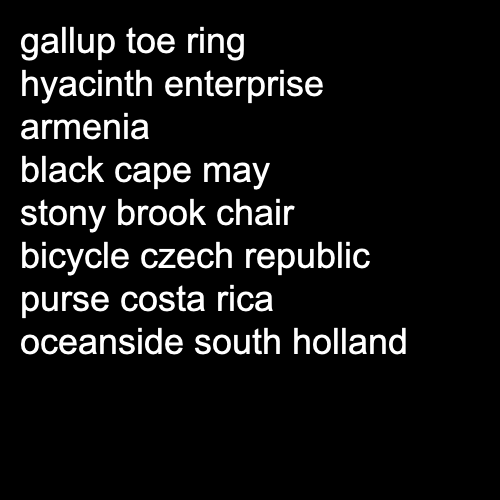 gallup toe ring
hyacinth enterprise
armenia
black cape may
stony brook chair
bicycle czech republic
purse costa rica
oceanside south holland